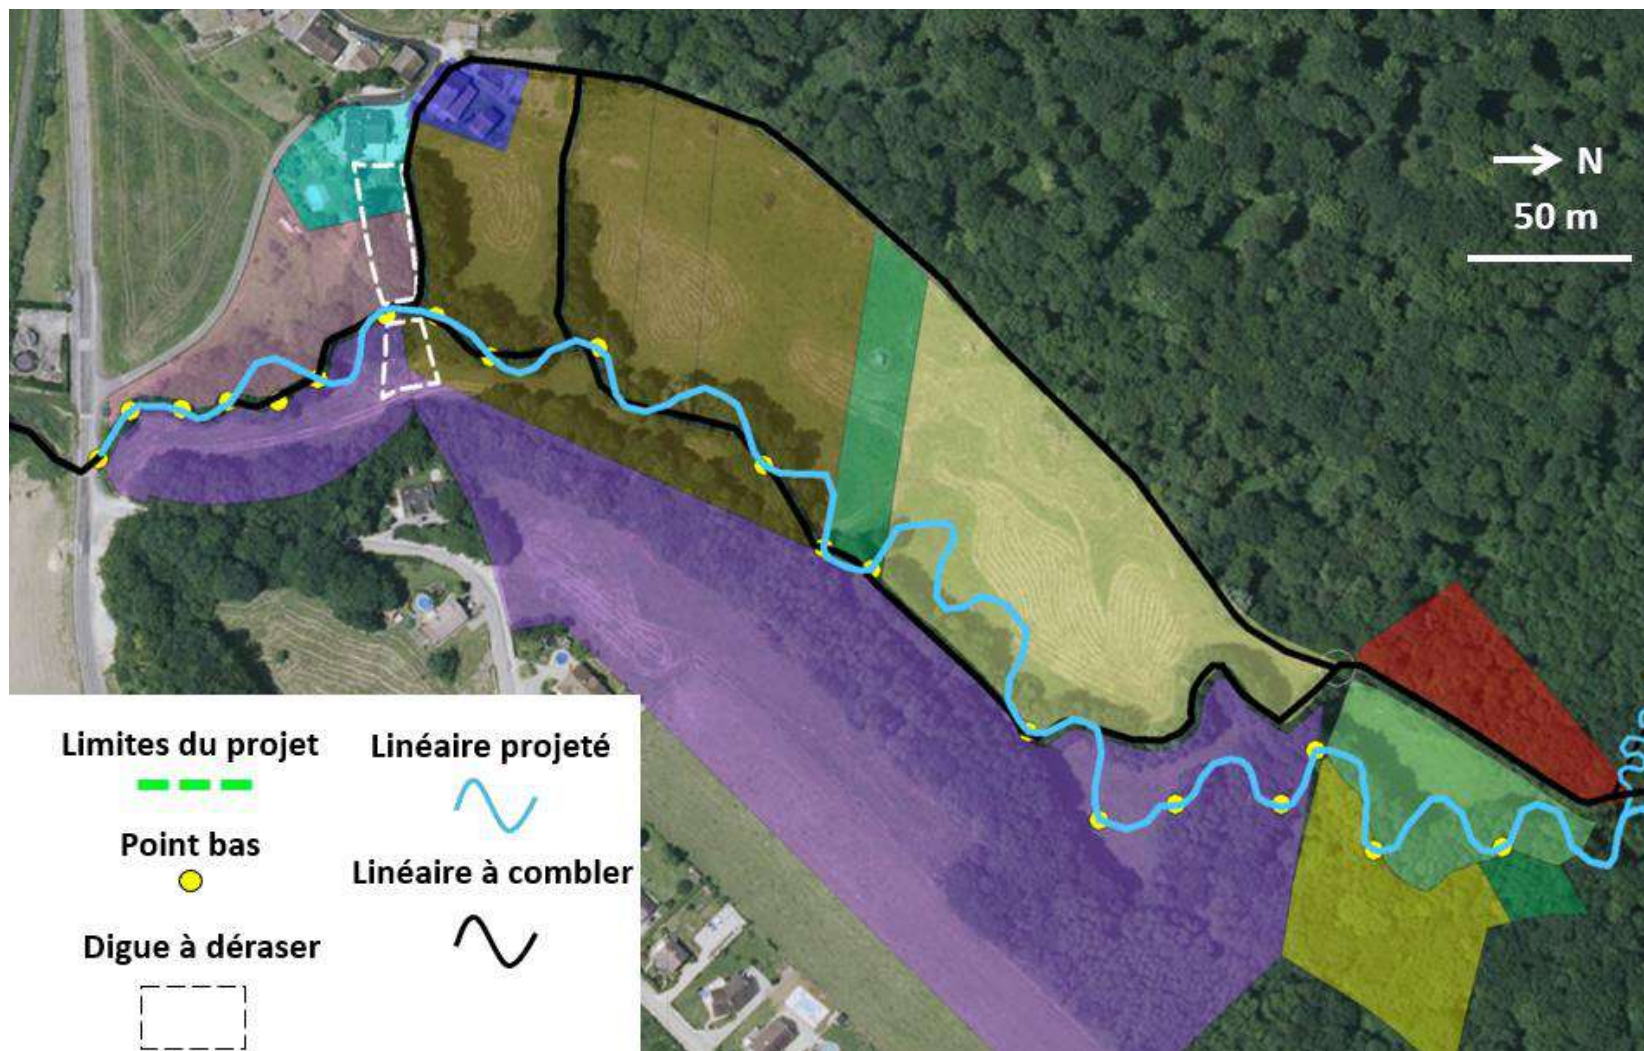 N
50 m
Limites du projet
Linéaire projeté
Point bas
Linéaire à combler
Digue à déraser